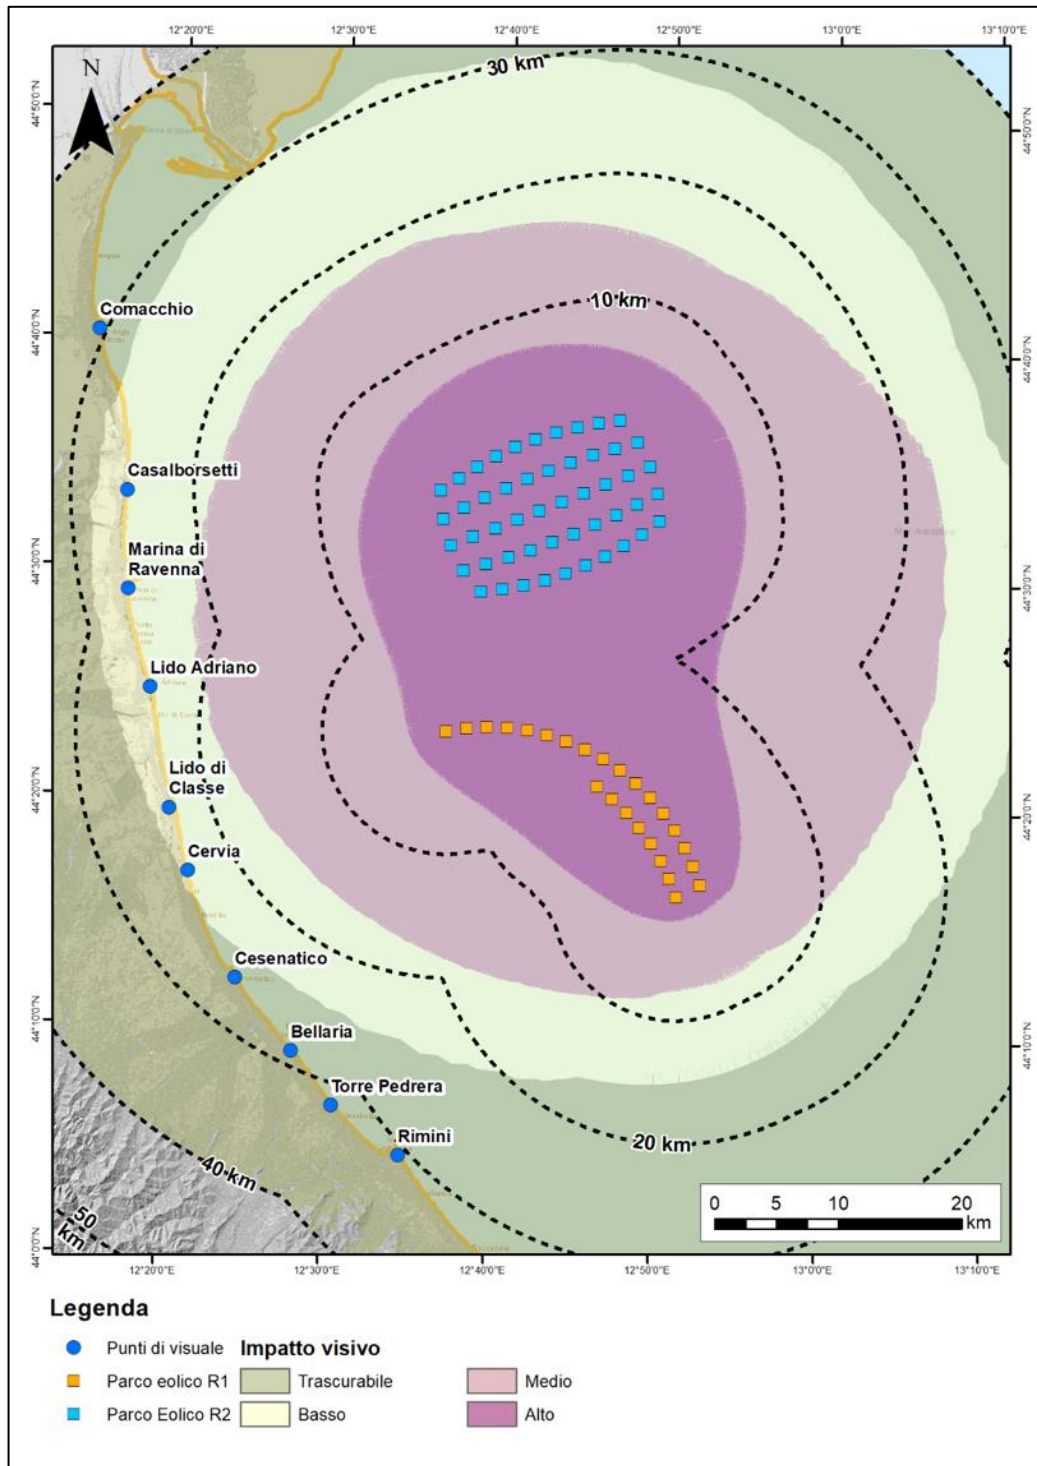 12°20'0"E 12°40'0"E 12°50'0"E 13°0'0"E 13°10'0"E
N
30 km
44°50'0"N
44°50'0"N
10 km
Comacchio
44°40'0"N
44°40'0"N
Casalborsetti
Mar Adriatico
Marina di
Ravenna
44°30'0"N
44°30'0"N
Lido Adriano
Lido di
Classe
44°20'0"N
44°20'0"N
Cervia
Cesenatico
44°10'0"N
44°10'0"N
Bellaria
Torre Pedrera
Rimini
20 km
40 km
0 5 10 20
km
50
km
44°0'0"N
12°20'0"E 12°30'0"E 12°40'0"E 12°50'0"E 13°0'0"E 13°10'0"E
Legenda
Punti di visuale
Impatto visivo
Parco eolico R1
Trascurabile
Medio
Parco Eolico R2
Basso
Alto